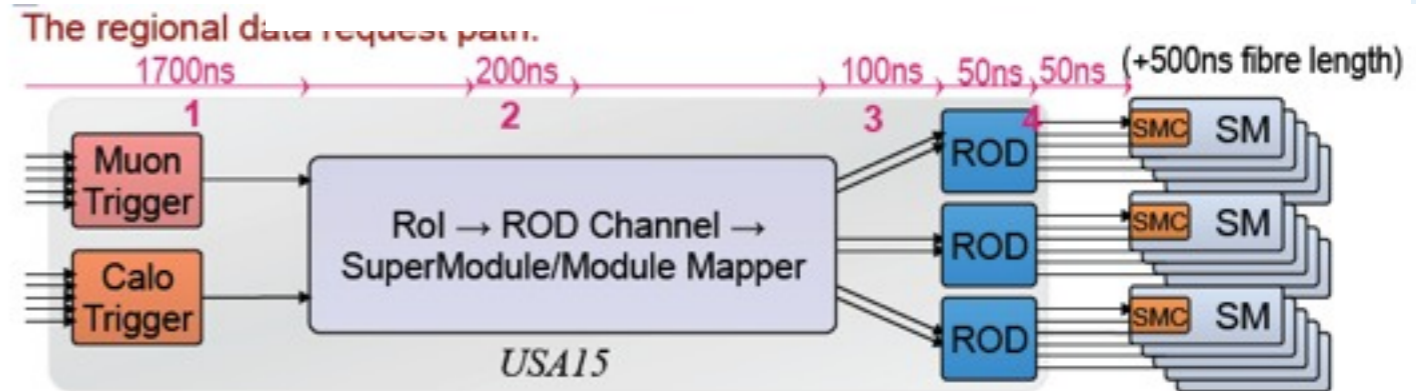 The regional data request path:
1700ns 200ns 100ns 50ns 50ns (+500ns fibre length)
1 2 3 4
Muon
Trigger
Calo
Trigger
RoI → ROD Channel →
SuperModule/Module Mapper
USA15
ROD
ROD
ROD
SMC SM
SMC SM
SMC SM